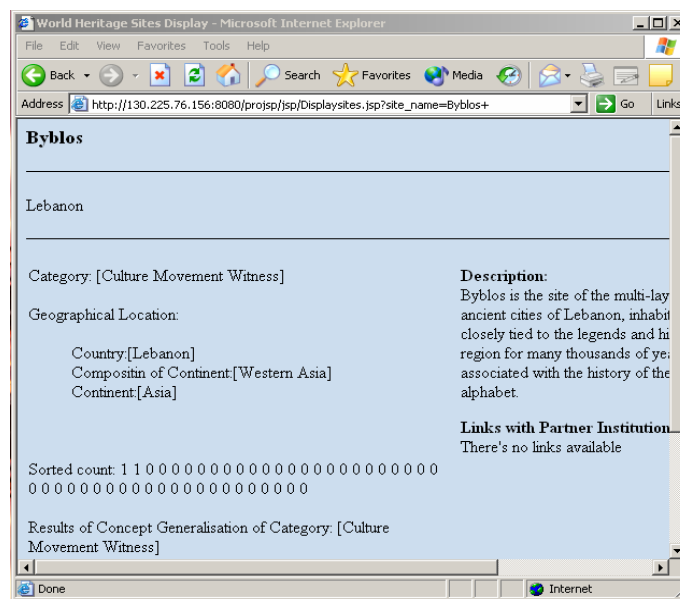 World Heritage Sites Display - Microsoft Internet Explorer
File Edit View Favorites Tools Help
Back Search Favorites Media
Address http://130.225.76.156:8080/projsp/jsp/Displaysites.jsp?site_name=Byblos+ Go Links
Byblos
Lebanon
Category: [Culture Movement Witness]
Geographical Location:
Country:[Lebanon]
Compositin of Continent:[Western Asia]
Continent:[Asia]
Sorted count: 1 1 0 0 0 0 0 0 0 0 0 0 0 0 0 0 0 0 0 0 0 0 0 0 0
0 0 0 0 0 0 0 0 0 0 0 0 0 0 0 0 0 0 0 0 0 0
Results of Concept Generalisation of Category: [Culture
Movement Witness]
Description:
Byblos is the site of the multi-lay
ancient cities of Lebanon, inhabit
closely tied to the legends and hi
region for many thousands of yea
associated with the history of the
alphabet.
Links with Partner Institution
There's no links available
Done Internet